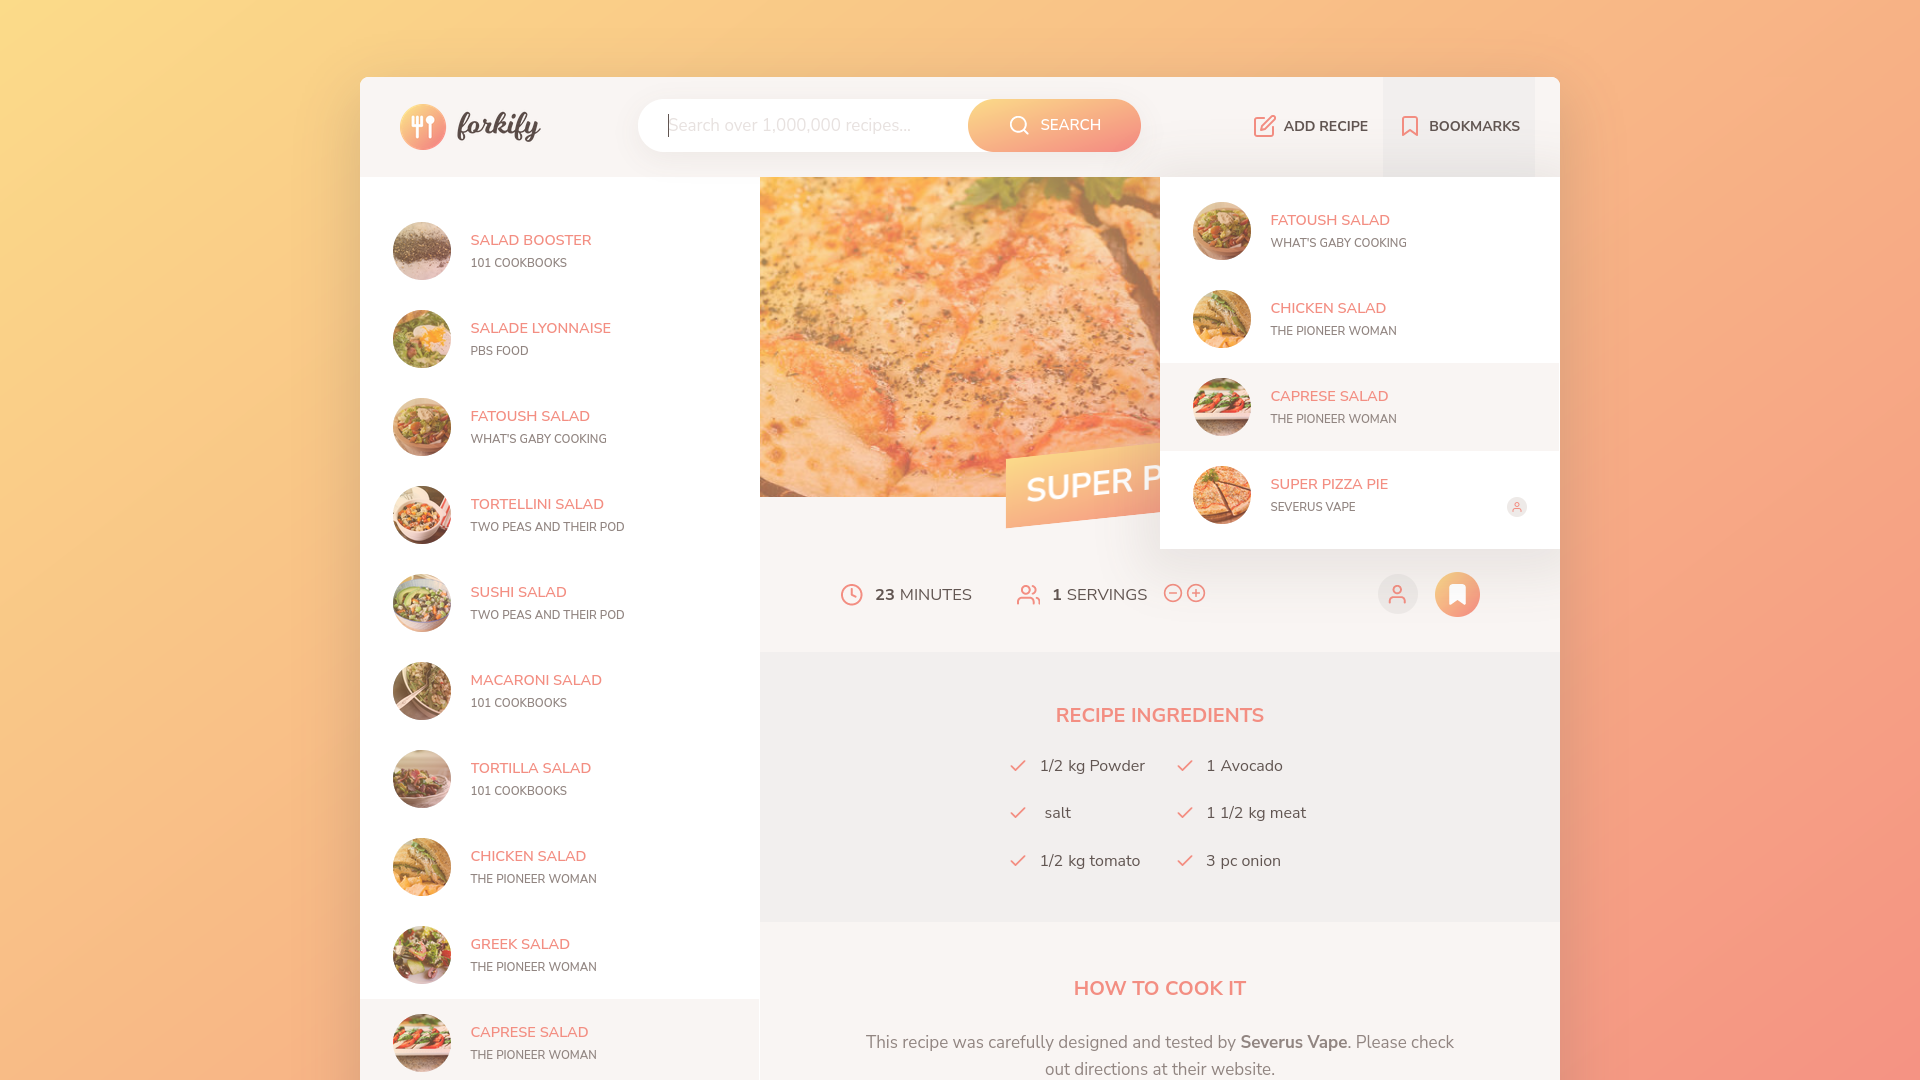 forkify
Search over 1,000,000 recipes...
SEARCH
ADD RECIPE
BOOKMARKS
SALAD BOOSTER
101 COOKBOOKS
SALADE LYONNAISE
PBS FOOD
FATOUSH SALAD
WHAT'S GABY COOKING
TORTELLINI SALAD
TWO PEAS AND THEIR POD
SUSHI SALAD
TWO PEAS AND THEIR POD
MACARONI SALAD
101 COOKBOOKS
TORTILLA SALAD
101 COOKBOOKS
CHICKEN SALAD
THE PIONEER WOMAN
GREEK SALAD
THE PIONEER WOMAN
CAPRESE SALAD
THE PIONEER WOMAN
SUPER P
FATOUSH SALAD
WHAT'S GABY COOKING
CHICKEN SALAD
THE PIONEER WOMAN
CAPRESE SALAD
THE PIONEER WOMAN
SUPER PIZZA PIE
SEVERUS VAPE
23 MINUTES
1 SERVINGS
RECIPE INGREDIENTS
1/2 kg Powder
1 Avocado
salt
1 1/2 kg meat
1/2 kg tomato
3 pc onion
HOW TO COOK IT
This recipe was carefully designed and tested by Severus Vape. Please check
out directions at their website.